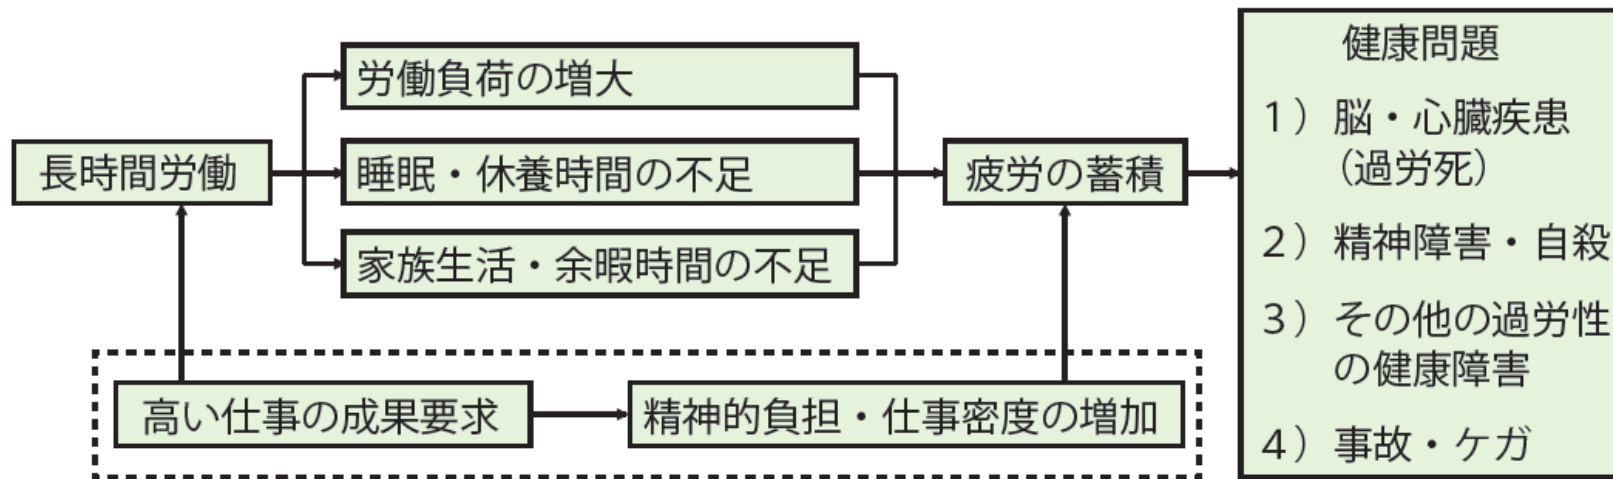 長時間労働
労働負荷の増大
睡眠・休養時間の不足
家族生活・余暇時間の不足
疲労の蓄積
高い仕事の成果要求
精神的負担・仕事密度の増加
健康問題
１）脳・心臓疾患
（過労死）
２）精神障害・自殺
３）その他の過労性
の健康障害
４）事故・ケガ